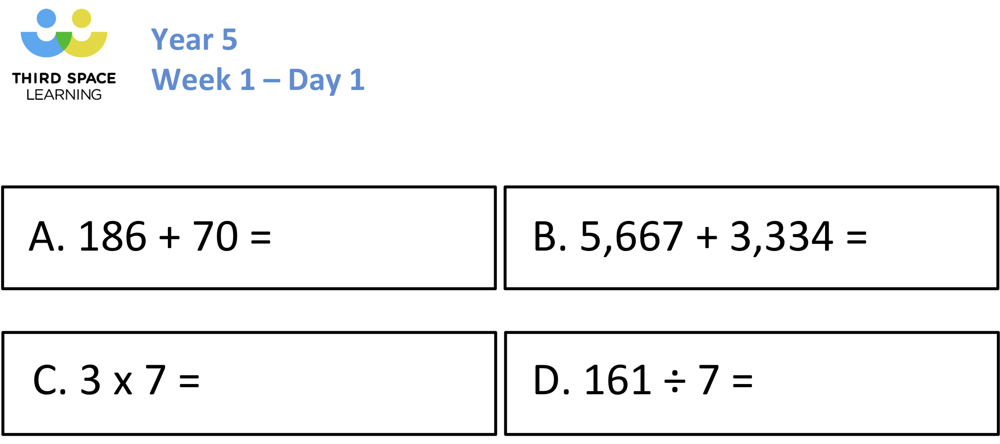 THIRD SPACE
LEARNING
Year 5
Week 1 – Day 1
A. 186 + 70 =
B. 5,667 + 3,334 =
C. 3 x 7 =
D. 161 ÷ 7 =